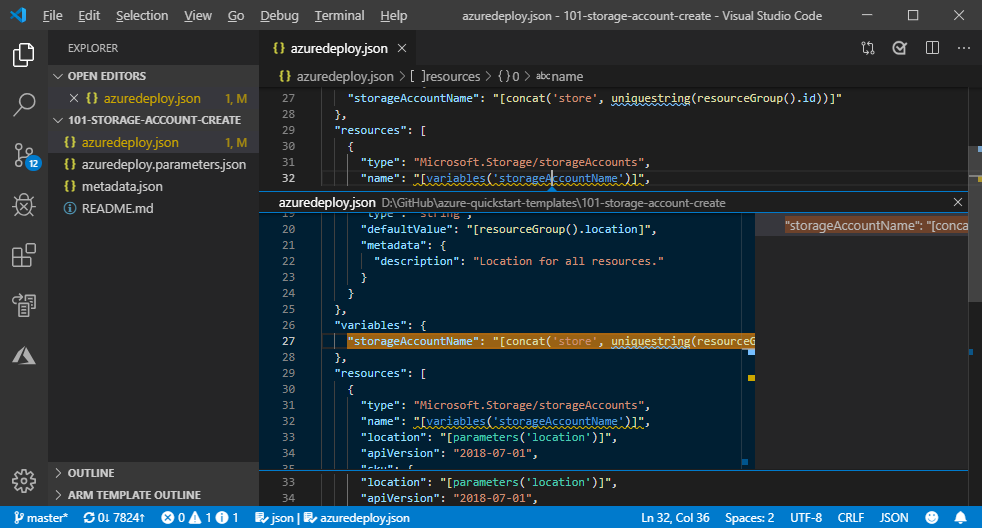 File Edit Selection View Go Debug Terminal Help azuredeploy.json - 101-storage-account-create - Visual Studio Code
EXPLORER
OPEN EDITORS
azuredeploy.json 1, M
101-STORAGE-ACCOUNT-CREATE
azuredeploy.json 1, M
azuredeploy.parameters.json
metadata.json
README.md
12
OUTLINE
ARM TEMPLATE OUTLINE
{} azuredeploy.json
{} azuredeploy.json > [ ]resources > {} 0 > abc name
27 "storageAccountName": "[concat('store', uniquestring(resourceGroup().id))]"
28 },
29 "resources": [
30 {
31 "type": "Microsoft.Storage/storageAccounts",
32 "name": "[variables('storageAccountName')]",
azuredeploy.json D:\GitHub\azure-quickstart-templates\101-storage-account-create
19 "type": "string",
20 "defaultValue": "[resourceGroup().location]",
21 "metadata": {
22 "description": "Location for all resources."
23 }
24 }
25 },
26 "variables": {
27 "storageAccountName": "[concat('store', uniquestring(resourceG
28 },
29 "resources": [
30 {
31 "type": "Microsoft.Storage/storageAccounts",
32 "name": "[variables('storageAccountName')]",
33 "location": "[parameters('location')]",
34 "apiVersion": "2018-07-01",
35 "sku": {
"storageAccountName": "[conca
33 "location": "[parameters('location')]",
34 "apiVersion": "2018-07-01",
master* 0↓ 7824↑ 0 1 1 json | azuredeploy.json Ln 32, Col 36 Spaces: 2 UTF-8 CRLF JSON